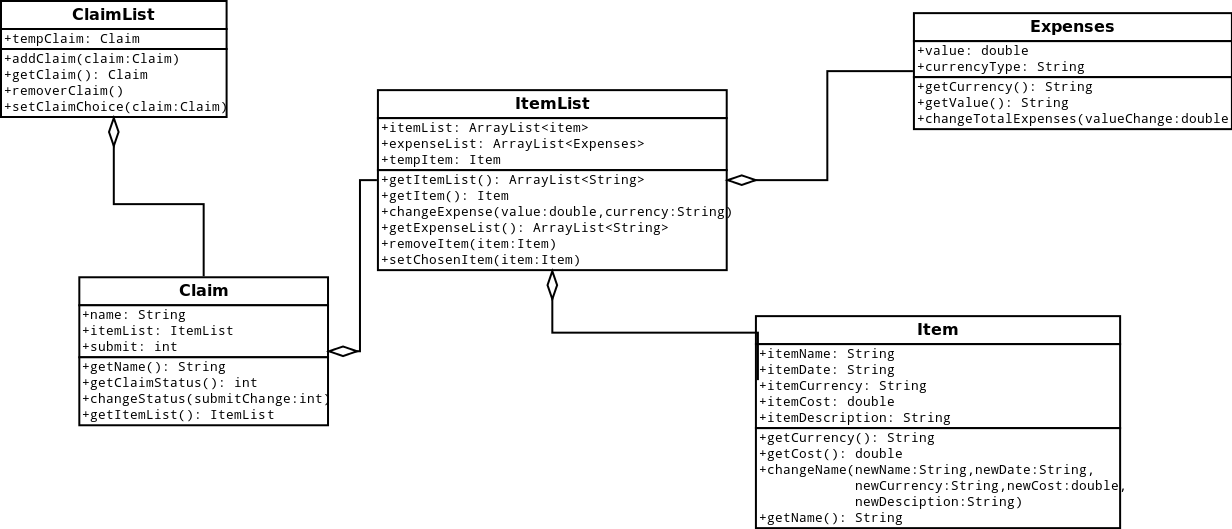 ClaimList
+tempClaim: Claim
+addClaim(claim:Claim)
+getClaim(): Claim
+removerClaim()
+setClaimChoice(claim:Claim)
Expenses
+value: double
+currencyType: String
+getCurrency(): String
+getValue(): String
+changeTotalExpenses(valueChange:double
ItemList
+itemList: ArrayList<item>
+expenseList: ArrayList<Expenses>
+tempItem: Item
+getItemList(): ArrayList<String>
+getItem(): Item
+changeExpense(value:double,currency:String)
+getExpenseList(): ArrayList<String>
+removeItem(item:Item)
+setChosenItem(item:Item)
Claim
+name: String
+itemList: ItemList
+submit: int
+getName(): String
+getClaimStatus(): int
+changeStatus(submitChange:int)
+getItemList(): ItemList
Item
+itemName: String
+itemDate: String
+itemCurrency: String
+itemCost: double
+itemDescription: String
+getCurrency(): String
+getCost(): double
+changeName(newName:String,newDate:String,
newCurrency:String,newCost:double,
newDesciption:String)
+getName(): String